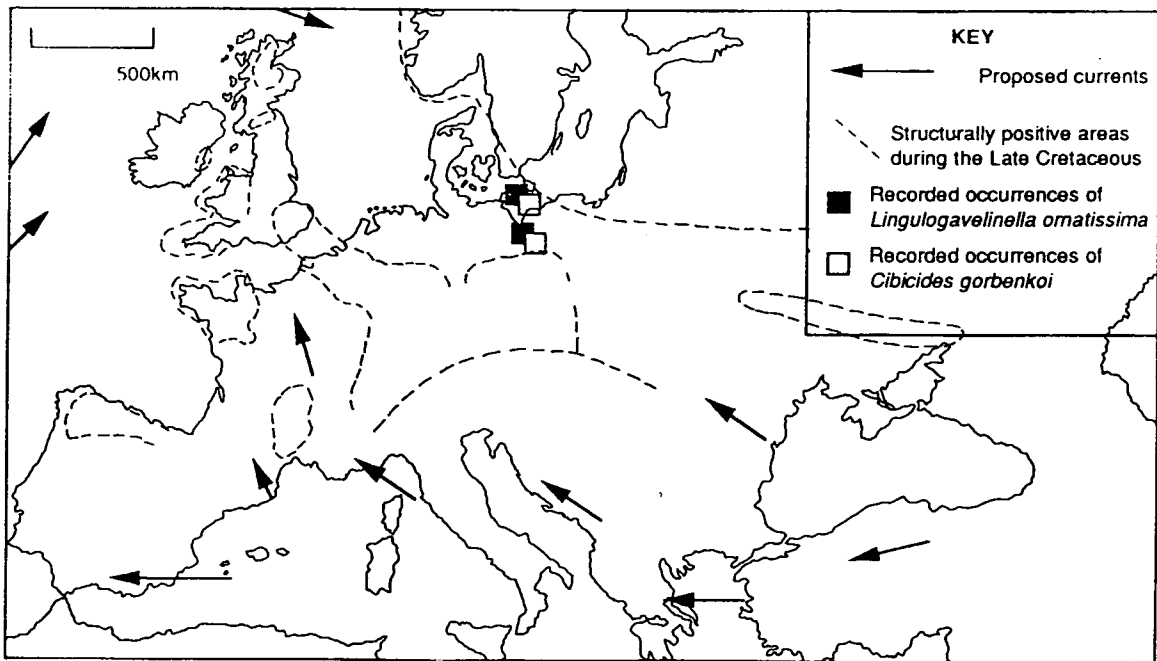 500km
KEY
Proposed currents
Structurally positive areas
during the Late Cretaceous
Recorded occurrences of
Lingulogavelinella ornatissima
Recorded occurrences of
Cibicides gorbenkoi